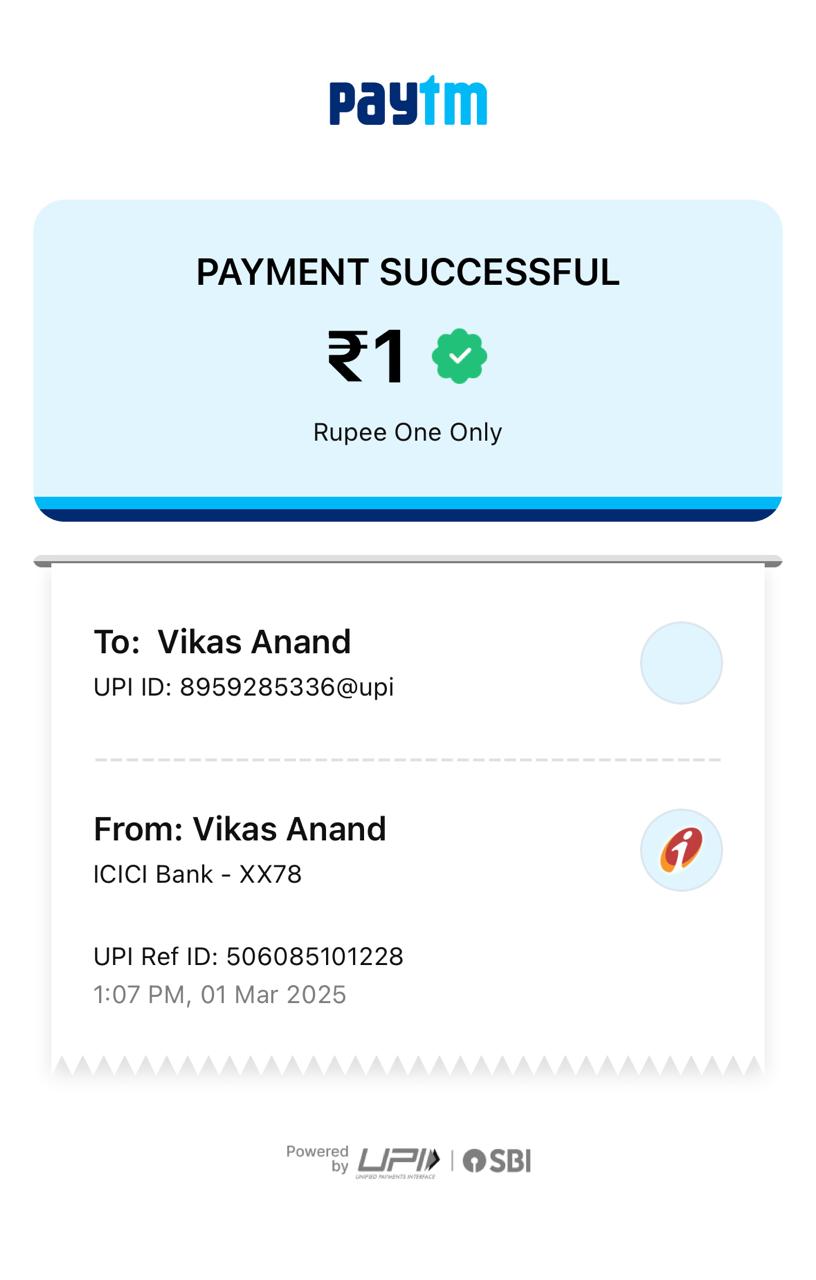 paytm
PAYMENT SUCCESSFUL
₹1
Rupee One Only
To: Vikas Anand
UPI ID: 8959285336@upi
From: Vikas Anand
ICICI Bank - XX78
UPI Ref ID: 506085101228
1:07 PM, 01 Mar 2025
Powered by UPI | SBI
UNIFIED PAYMENTS INTERFACE